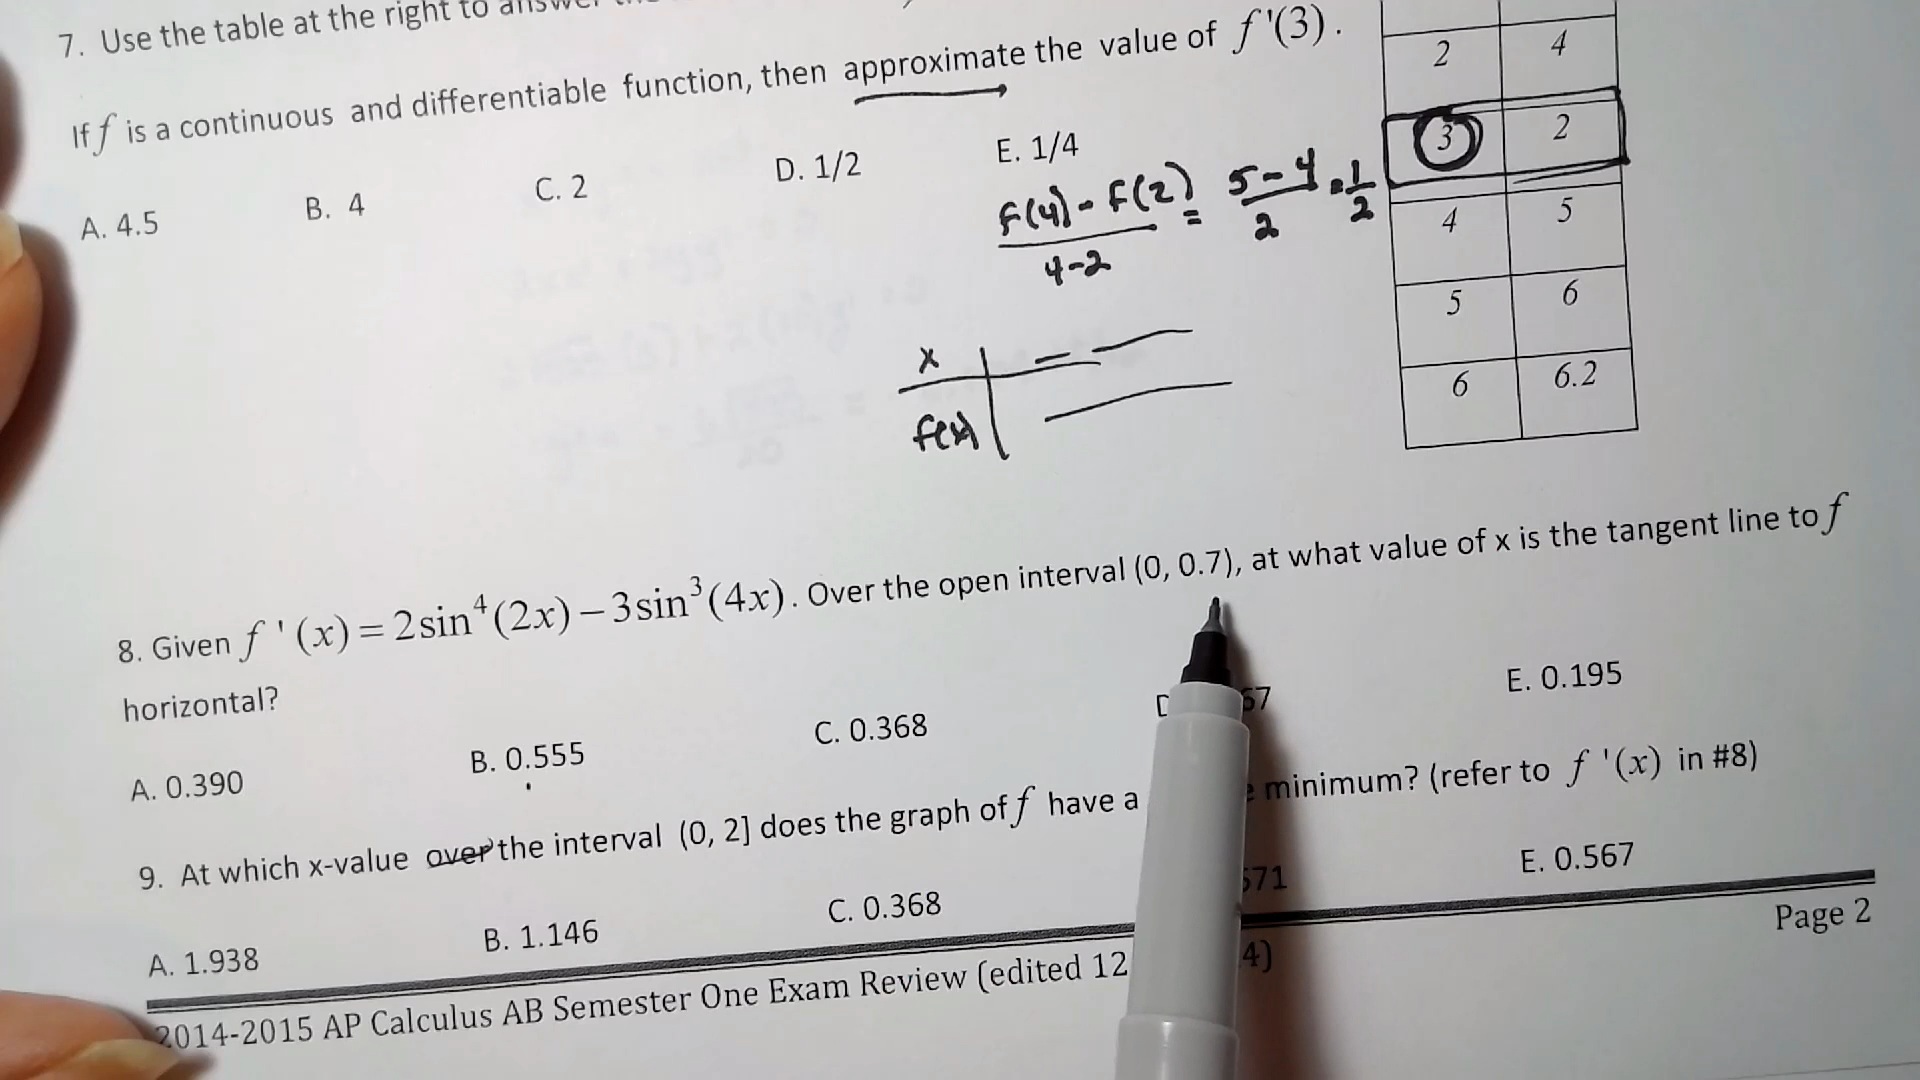 7. Use the table at the right to answer
If f is a continuous and differentiable function, then approximate the value of f '(3).
A. 4.5 B. 4 C. 2 D. 1/2 E. 1/4
f(4) - f(2) = 5-4 = 1
4-2 2 2
x
f(x)
2 4
3 2
4 5
5 6
6 6.2
8. Given f '(x) = 2sin⁴(2x) – 3sin³(4x). Over the open interval (0, 0.7), at what value of x is the tangent line to f
horizontal?
A. 0.390 B. 0.555 C. 0.368 67 E. 0.195
9. At which x-value over the interval (0, 2] does the graph of f have a minimum? (refer to f '(x) in #8)
A. 1.938 B. 1.146 C. 0.368 671 E. 0.567
2014-2015 AP Calculus AB Semester One Exam Review (edited 12 4)
Page 2